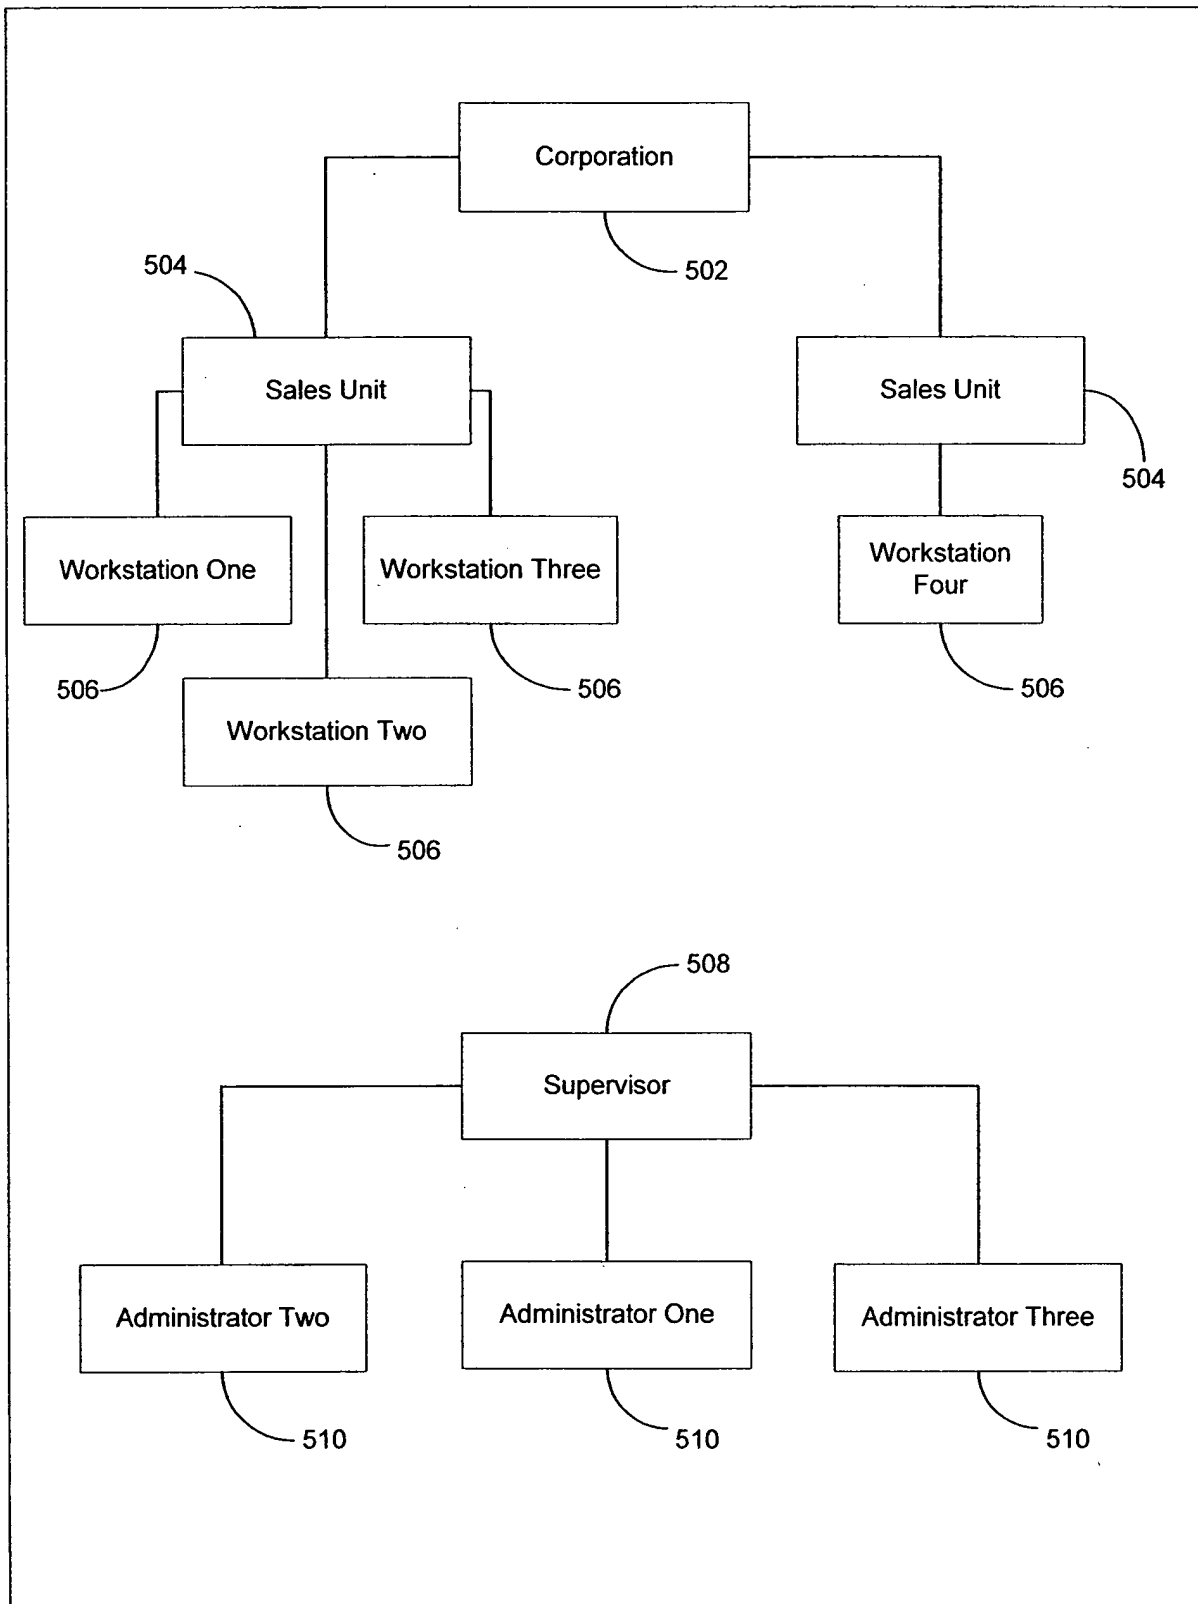 Corporation
502
504
Sales Unit
Sales Unit
504
Workstation One
Workstation Three
Workstation
Four
506
506
506
Workstation Two
506
508
Supervisor
Administrator Two
Administrator One
Administrator Three
510
510
510